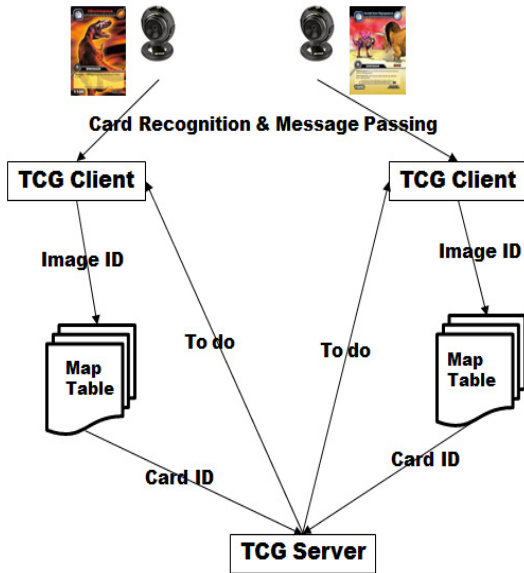 Card Recognition & Message Passing
TCG Client
TCG Client
Image ID
Image ID
Map
Table
To do
To do
Map
Table
Card ID
Card ID
TCG Server